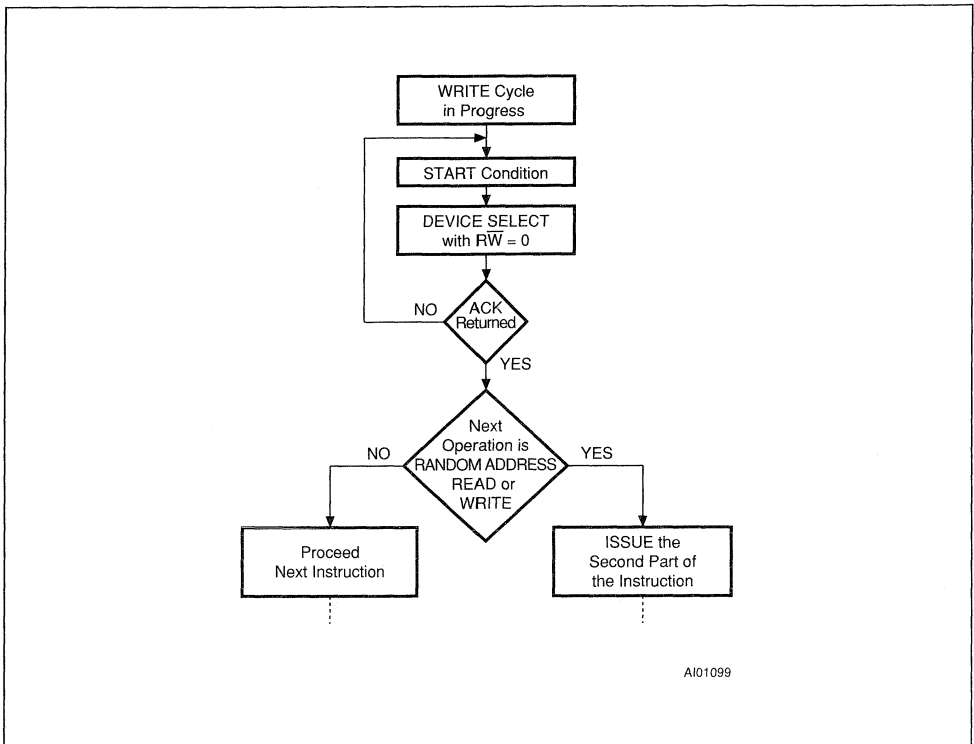 WRITE Cycle
in Progress
START Condition
DEVICE SELECT
with RW̅ = 0
ACK
Returned
NO
YES
Next
Operation is
RANDOM ADDRESS
READ or
WRITE
NO
YES
Proceed
Next Instruction
ISSUE the
Second Part of
the Instruction
AI01099